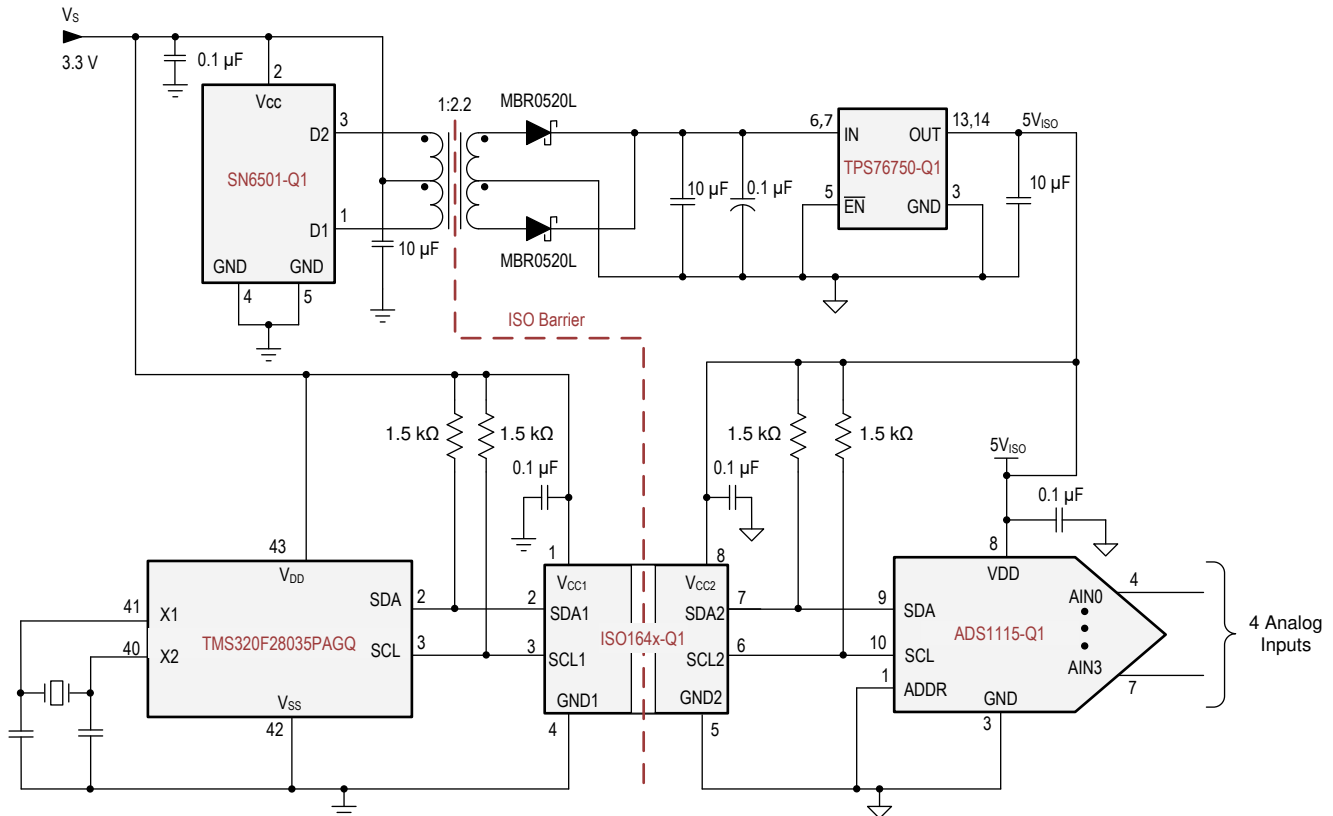 VS
3.3 V
0.1 µF
2
Vcc
D2
3
SN6501-Q1
D1
1
GND
GND
4
5
1:2.2
10 µF
MBR0520L
MBR0520L
ISO Barrier
10 µF
0.1 µF
6,7
IN
OUT
13,14
5VISO
TPS76750-Q1
5
EN
GND
3
10 µF
1.5 kΩ
1.5 kΩ
0.1 µF
1.5 kΩ
1.5 kΩ
0.1 µF
5VISO
0.1 µF
43
VDD
41
X1
SDA
2
TMS320F28035PAGQ
40
X2
SCL
3
VSS
42
1
VCC1
2
SDA1
3
SCL1
GND1
4
ISO164x-Q1
8
VCC2
SDA2
7
SCL2
6
GND2
5
8
VDD
9
SDA
AIN0
4
ADS1115-Q1
10
SCL
AIN3
7
1
ADDR
GND
3
4 Analog
Inputs